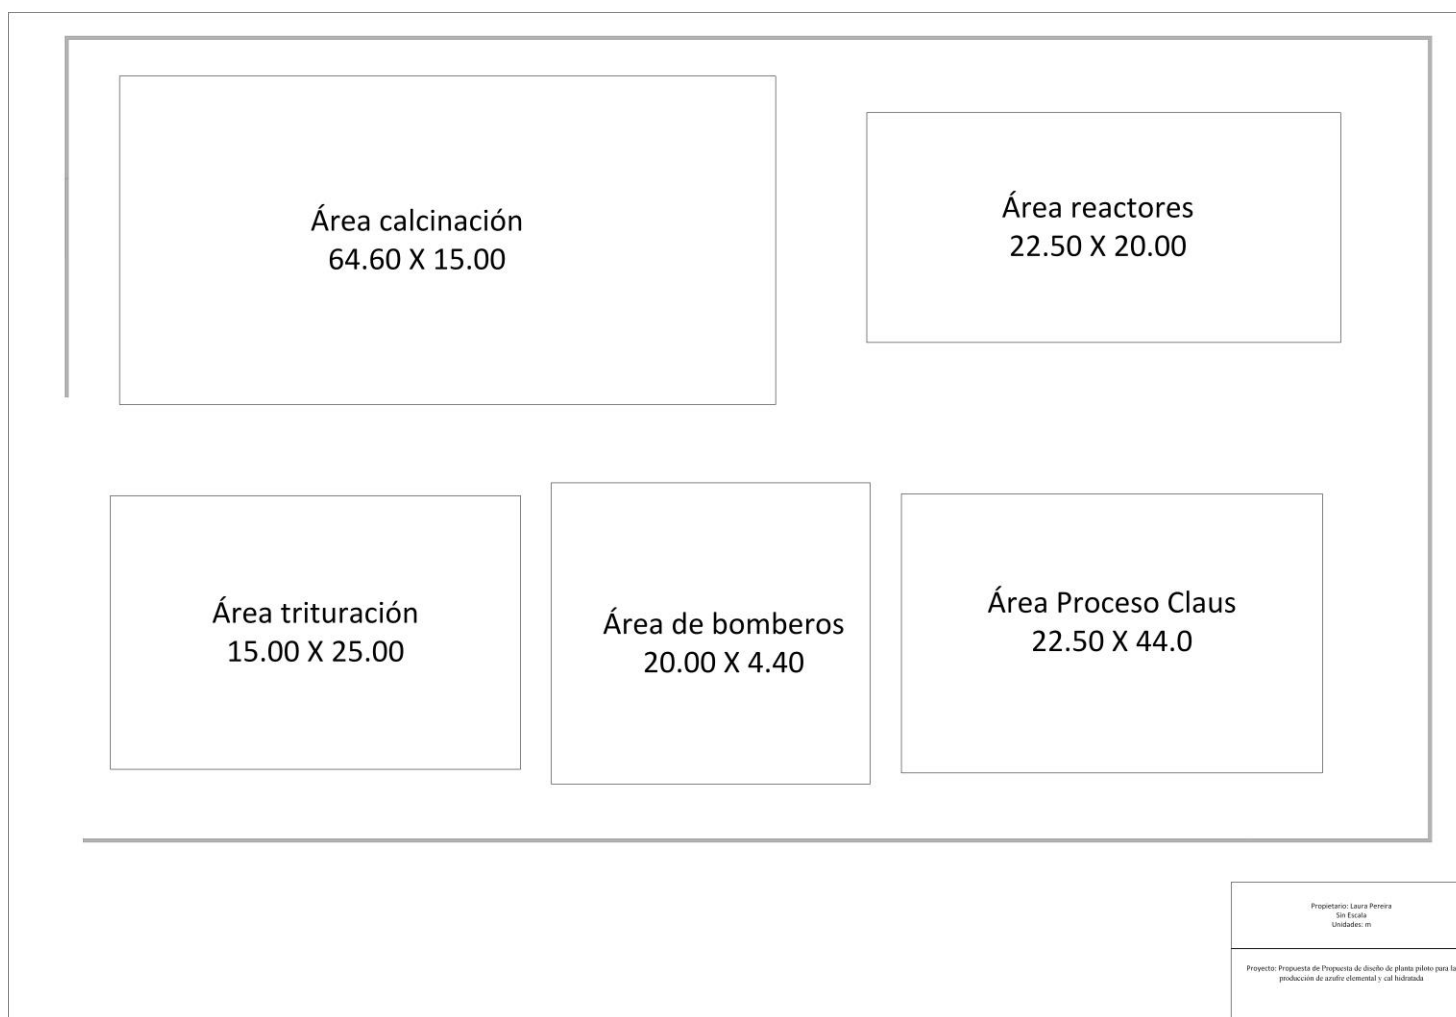 Área calcinación
64.60 X 15.00
Área reactores
22.50 X 20.00
Área trituración
15.00 X 25.00
Área de bomberos
20.00 X 4.40
Área Proceso Claus
22.50 X 44.0
Propietario: Laura Pereira
Sin Escala
Unidades: m
Proyecto: Propuesta de Propuesta de diseño de planta piloto para la
producción de azufre elemental y cal hidratada